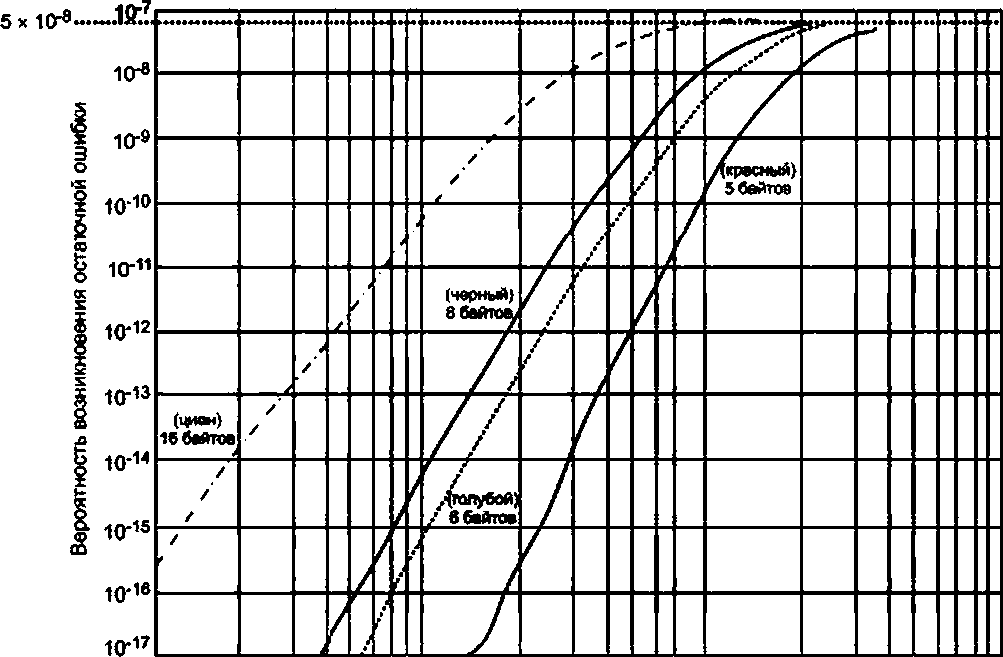 5 × 10-8
10-7
10-8
10-9
10-10
10-11
10-12
10-13
10-14
10-15
10-16
10-17
Вероятность возникновения остаточной ошибки
(красный)
5 байтов
(черный)
8 байтов
(циан)
16 байтов
(голубой)
6 байтов